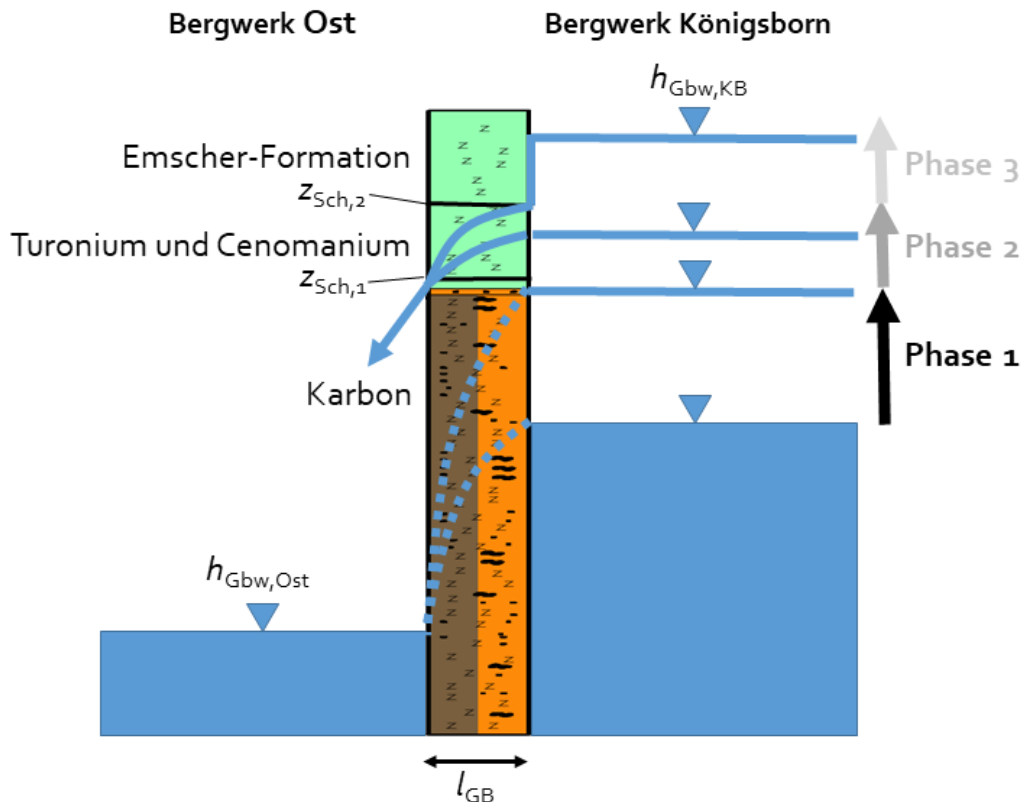 Bergwerk Ost
Bergwerk Königsborn
hGbw,KB
Emscher-Formation
Phase 3
zSch,2
Turonium und Cenomanium
Phase 2
zSch,1
Phase 1
Karbon
hGbw,Ost
lGB